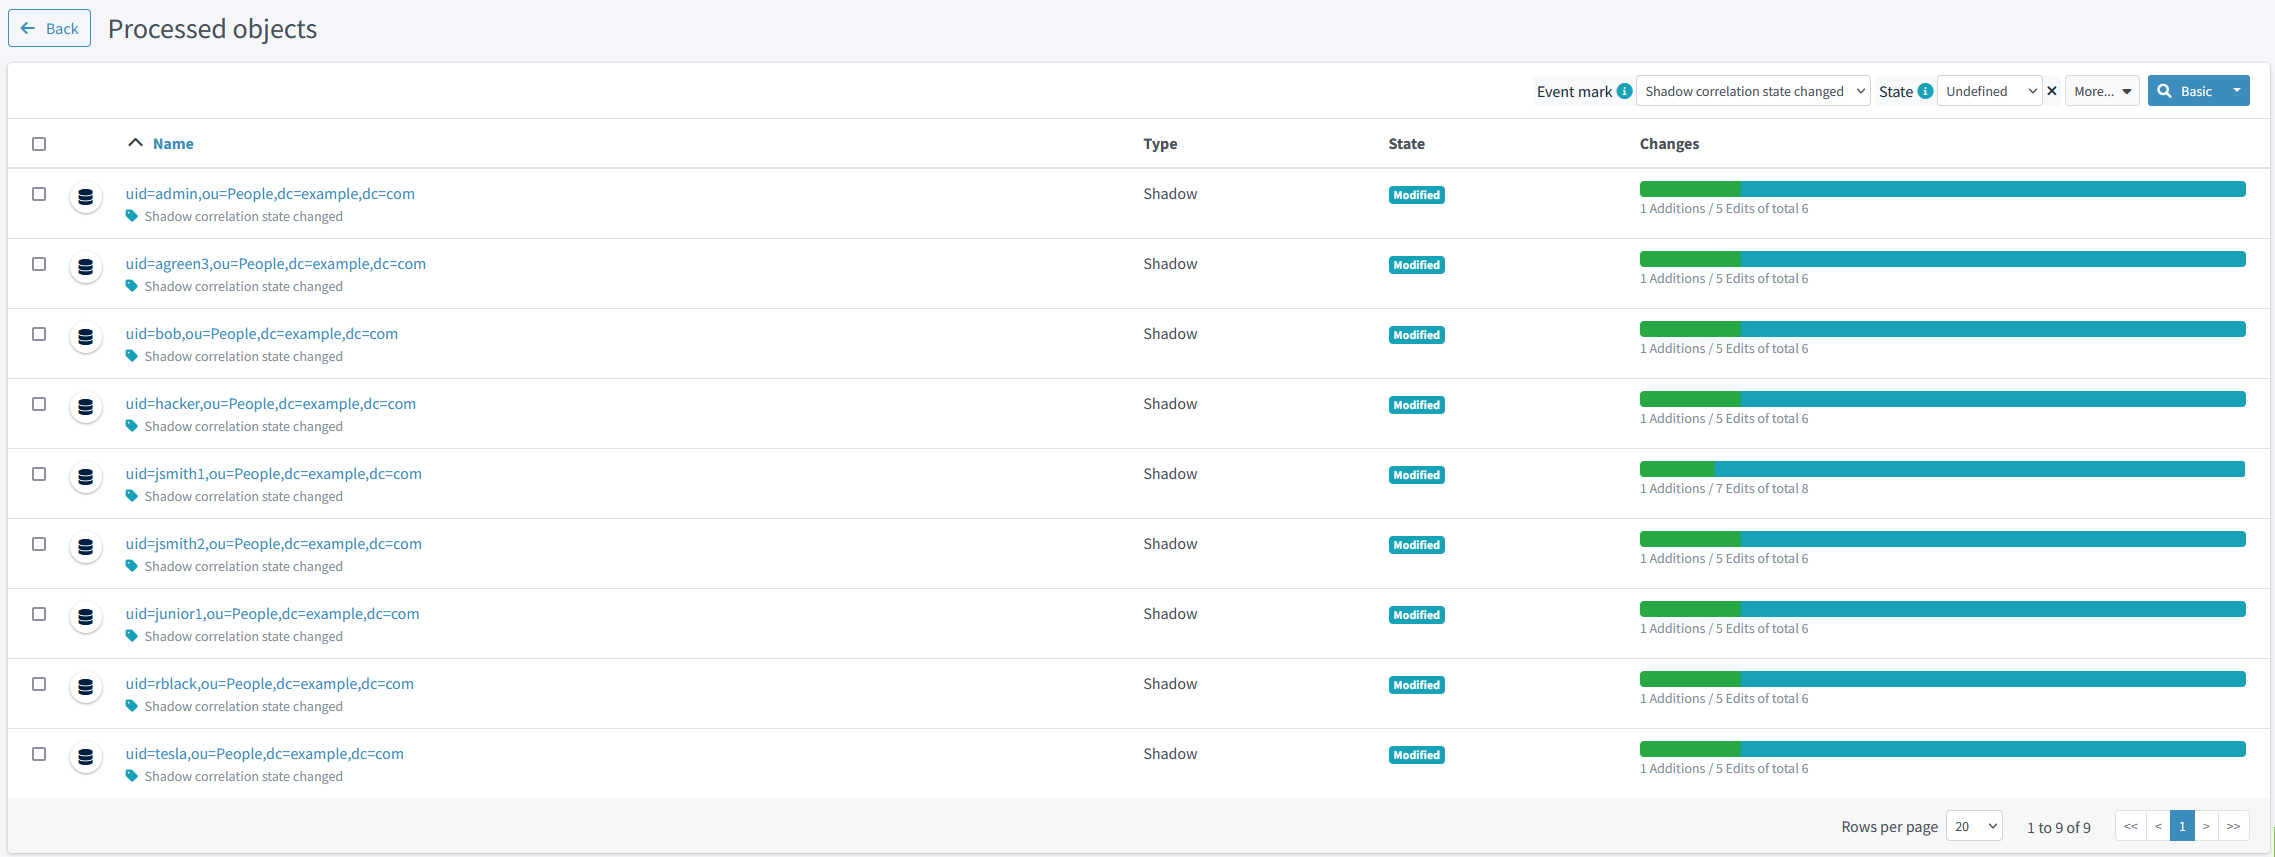 Back Processed objects
Event mark Shadow correlation state changed State Undefined More... Basic
Name Type State Changes
uid=admin,ou=People,dc=example,dc=com Shadow Modified
Shadow correlation state changed 1 Additions / 5 Edits of total 6
uid=agreen3,ou=People,dc=example,dc=com Shadow Modified
Shadow correlation state changed 1 Additions / 5 Edits of total 6
uid=bob,ou=People,dc=example,dc=com Shadow Modified
Shadow correlation state changed 1 Additions / 5 Edits of total 6
uid=hacker,ou=People,dc=example,dc=com Shadow Modified
Shadow correlation state changed 1 Additions / 5 Edits of total 6
uid=jsmith1,ou=People,dc=example,dc=com Shadow Modified
Shadow correlation state changed 1 Additions / 7 Edits of total 8
uid=jsmith2,ou=People,dc=example,dc=com Shadow Modified
Shadow correlation state changed 1 Additions / 5 Edits of total 6
uid=junior1,ou=People,dc=example,dc=com Shadow Modified
Shadow correlation state changed 1 Additions / 5 Edits of total 6
uid=rblack,ou=People,dc=example,dc=com Shadow Modified
Shadow correlation state changed 1 Additions / 5 Edits of total 6
uid=tesla,ou=People,dc=example,dc=com Shadow Modified
Shadow correlation state changed 1 Additions / 5 Edits of total 6
Rows per page 20 1 to 9 of 9 << < 1 > >>